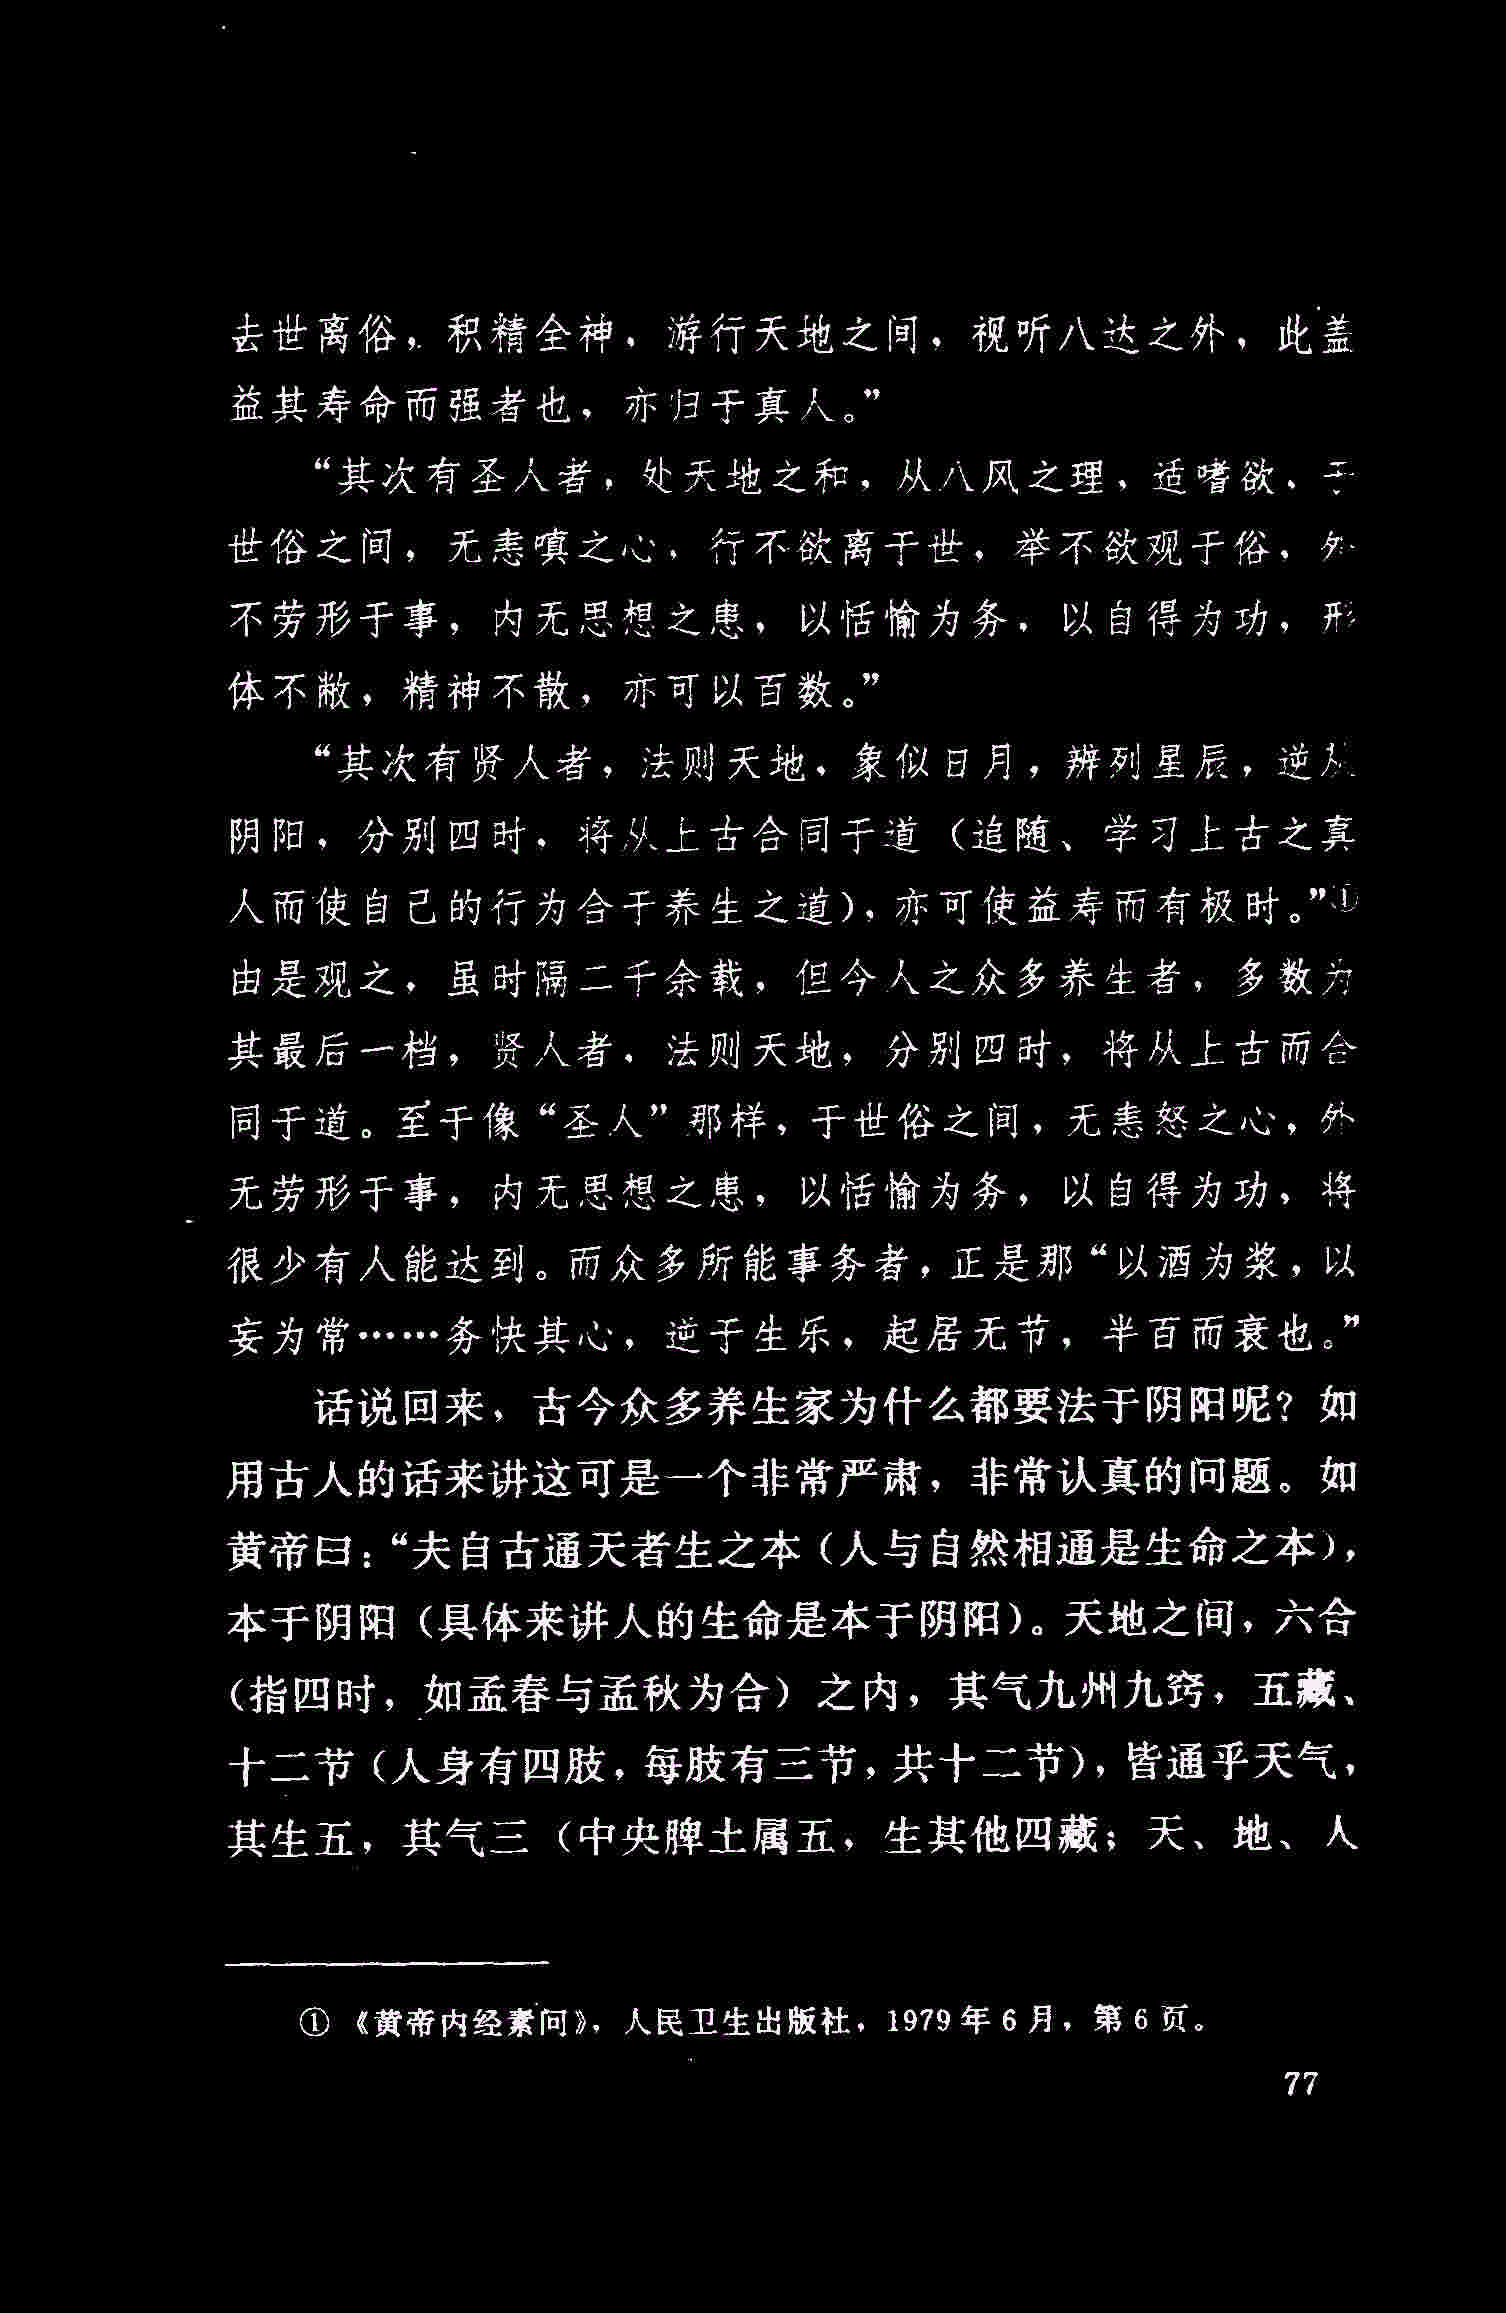 去世离俗，积精全神，游行天地之间，视听八达之外，此盖
益其寿命而强者也，亦归于真人。”
“其次有圣人者，处天地之和，从八风之理，适嗜欲、于
世俗之间，无恚嗔之心，行不欲离于世，举不欲观于俗，外
不劳形于事，内无思想之患，以恬愉为务，以自得为功，形
体不敝，精神不散，亦可以百数。”
“其次有贤人者，法则天地，象似日月，辨列星辰，逆从
阴阳，分别四时，将从上古合同于道（追随、学习上古之真
人而使自己的行为合于养生之道），亦可使益寿而有极时。”①
由是观之，虽时隔二千余载，但今人之众多养生者，多数为
其最后一档，贤人者，法则天地，分别四时，将从上古而合
同于道。至于像“圣人”那样，于世俗之间，无恚怒之心，外
无劳形于事，内无思想之患，以恬愉为务，以自得为功，将
很少有人能达到。而众多所能事务者，正是那“以酒为浆，以
妄为常……务快其心，逆于生乐，起居无节，半百而衰也。”
话说回来，古今众多养生家为什么都要法于阴阳呢？如
用古人的话来讲这可是一个非常严肃，非常认真的问题。如
黄帝曰：“夫自古通天者生之本（人与自然相通是生命之本），
本于阴阳（具体来讲人的生命是本于阴阳）。天地之间，六合
（指四时，如孟春与孟秋为合）之内，其气九州九窍，五藏、
十二节（人身有四肢，每肢有三节，共十二节），皆通乎天气，
其生五，其气三（中央脾土属五，生其他四藏；天、地、人
① 《黄帝内经素问》，人民卫生出版社，1979年6月，第6页。
77